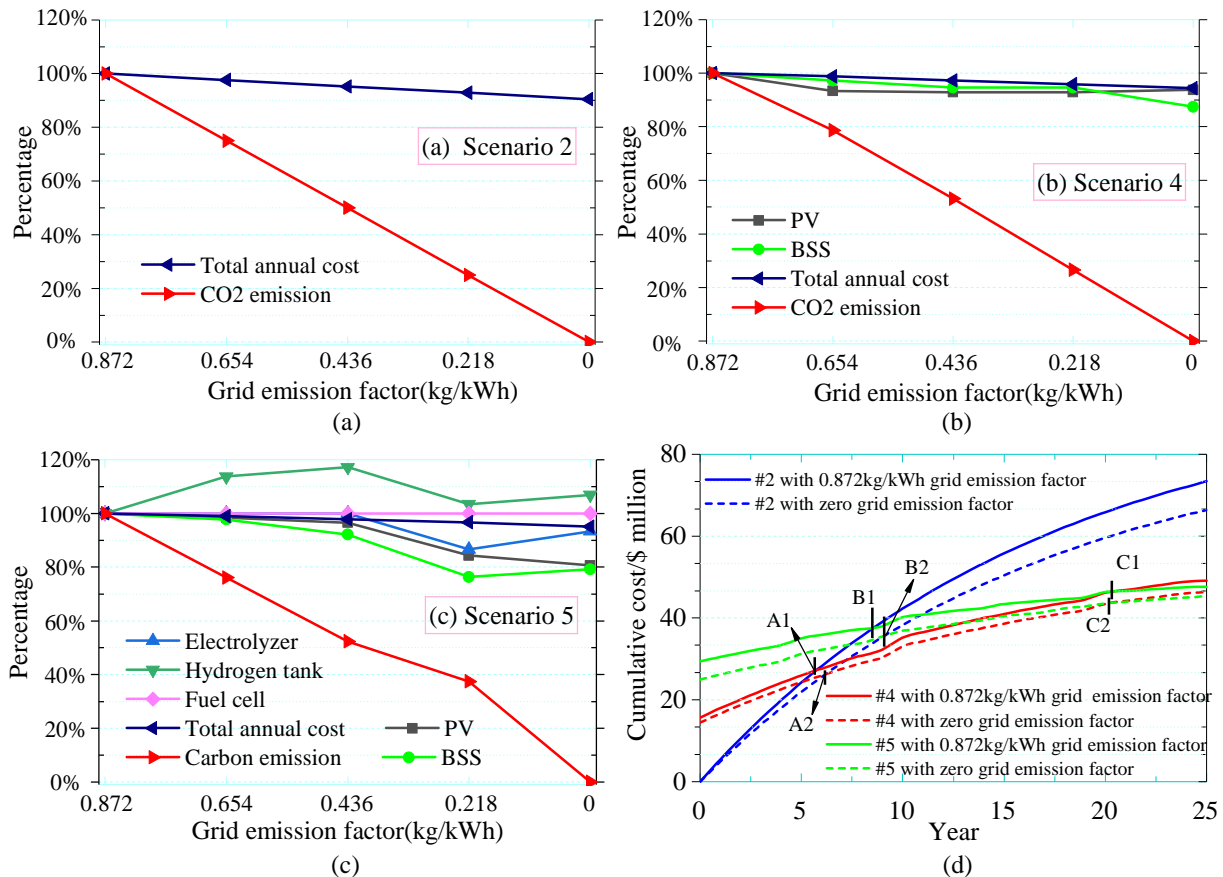 120%
100%
80%
60%
40%
20%
0%
Percentage
(a) Scenario 2
Total annual cost
CO2 emission
0.872 0.654 0.436 0.218 0
Grid emission factor(kg/kWh)
(a)
120%
100%
80%
60%
40%
20%
0%
Percentage
(b) Scenario 4
PV
BSS
Total annual cost
CO2 emission
0.872 0.654 0.436 0.218 0
Grid emission factor(kg/kWh)
(b)
120%
100%
80%
60%
40%
20%
0%
Percentage
(c) Scenario 5
Electrolyzer
Hydrogen tank
Fuel cell
Total annual cost PV
Carbon emission BSS
0.872 0.654 0.436 0.218 0
Grid emission factor(kg/kWh)
(c)
80
60
40
20
0
Cumulative cost/$ million
#2 with 0.872kg/kWh grid emission factor
#2 with zero grid emission factor
A1
B1
B2
C1
C2
A2
#4 with 0.872kg/kWh grid emission factor
#4 with zero grid emission factor
#5 with 0.872kg/kWh grid emission factor
#5 with zero grid emission factor
0 5 10 15 20 25
Year
(d)